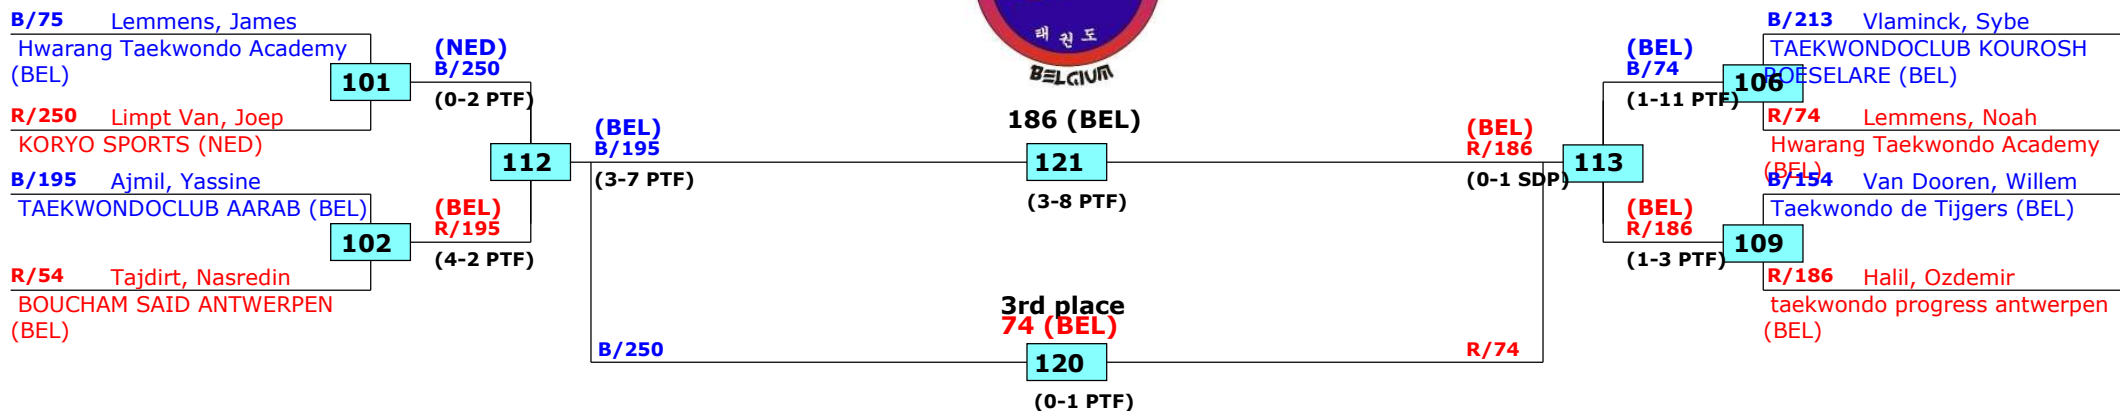 B/75 Lemmens, James
Hwarang Taekwondo Academy
(BEL)
101
R/250 Limpt Van, Joep
KORYO SPORTS (NED)
B/195 Ajmil, Yassine
TAEKWONDOCLUB AARAB (BEL)
102
R/54 Tajdirt, Nasredin
BOUCHAM SAID ANTWERPEN
(BEL)
(NED)
B/250
(0-2 PTF)
112
(BEL)
R/195
(4-2 PTF)
(BEL)
B/195
(3-7 PTF)
B/250
태권도
BELGIUM
186 (BEL)
121
(3-8 PTF)
3rd place
74 (BEL)
120
(0-1 PTF)
(BEL)
R/186
(0-1 SDP)
R/74
113
(BEL)
B/74
(1-11 PTF)
(BEL)
R/186
(1-3 PTF)
B/213 Vlaminck, Sybe
TAEKWONDOCLUB KOUROSH
ROESELARE (BEL)
106
R/74 Lemmens, Noah
Hwarang Taekwondo Academy
(BEL)
B/154 Van Dooren, Willem
Taekwondo de Tijgers (BEL)
109
R/186 Halil, Ozdemir
taekwondo progress antwerpen
(BEL)